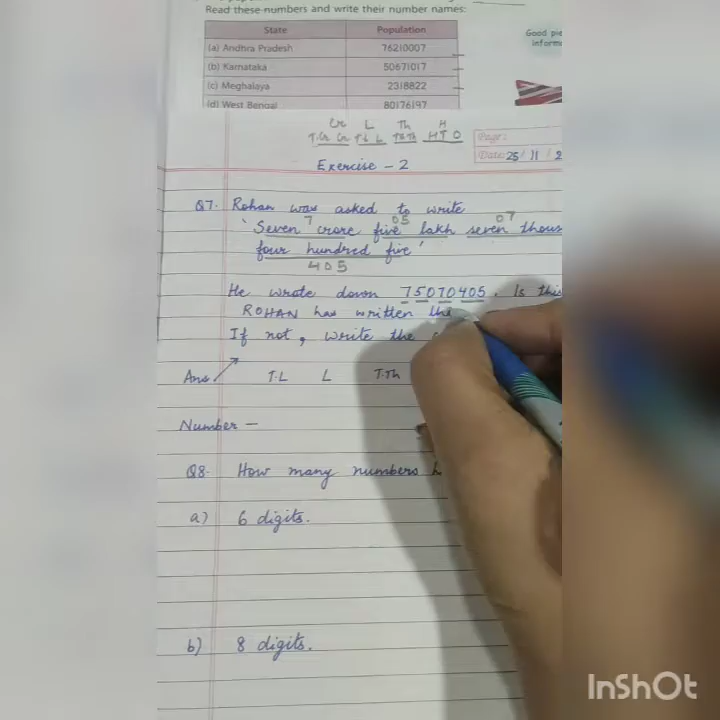 Read these numbers and write their number names:
State Population
(a) Andhra Pradesh 76210007
(b) Karnataka 50671017
(c) Meghalaya 2318822
(d) West Bengal 80176197
Good
Cr L Th H
T.Cr Cr T.L L T.Th Th H T O
Page:
Date: 25/11/2
Exercise - 2
Q7. Rohan was asked to write
7 05 07
'Seven crore five lakh seven thous
four hundred five'
405
He wrote down 75070405. Is this
ROHAN has written the
If not, write the
Ans T.L L T.Th
Number -
Q8. How many numbers h
a) 6 digits.
b) 8 digits.
InShOt